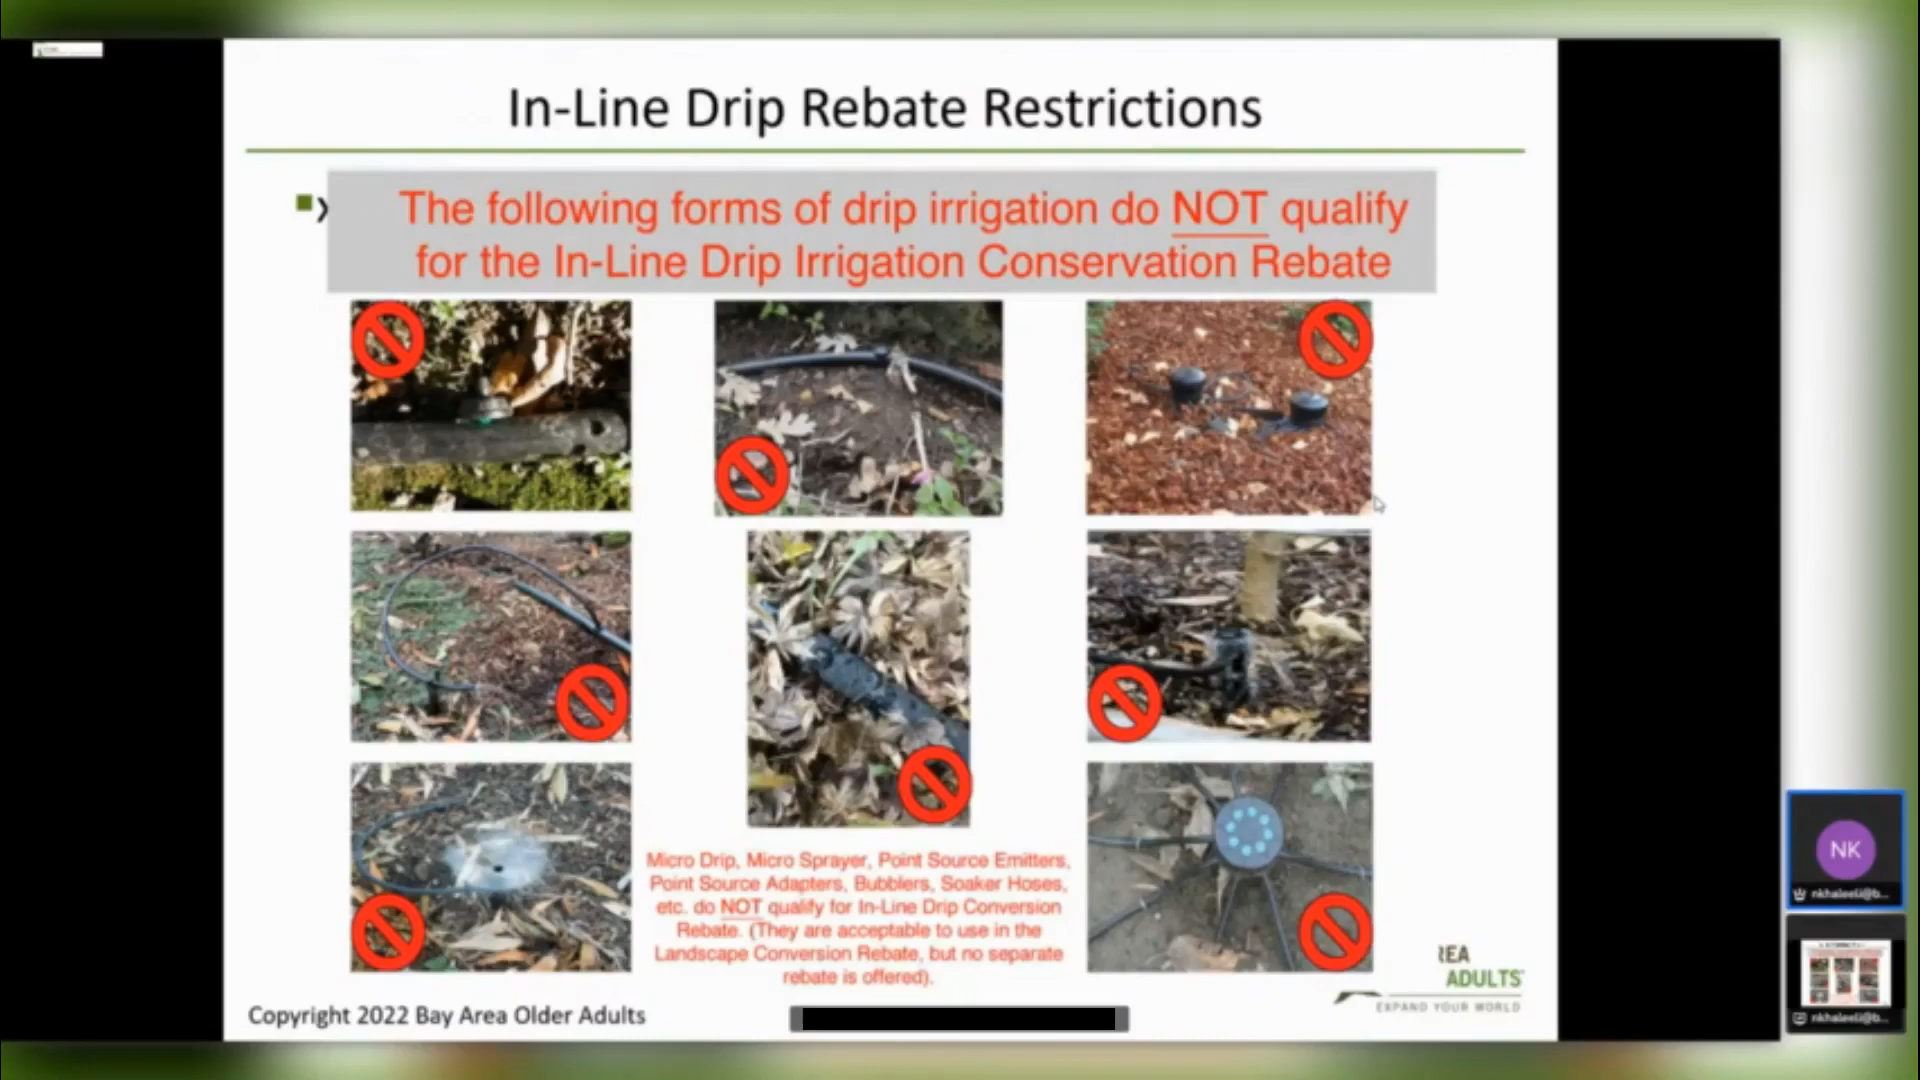 In-Line Drip Rebate Restrictions
The following forms of drip irrigation do NOT qualify
for the In-Line Drip Irrigation Conservation Rebate
Micro Drip, Micro Sprayer, Point Source Emitters,
Point Source Adapters, Bubblers, Soaker Hoses,
etc. do NOT qualify for In-Line Drip Conversion
Rebate. (They are acceptable to use in the
Landscape Conversion Rebate, but no separate
rebate is offered).
Copyright 2022 Bay Area Older Adults
REA
ADULTS
EXPAND YOUR WORLD
NK
nkhaleeli@b...
nkhaleeli@b...